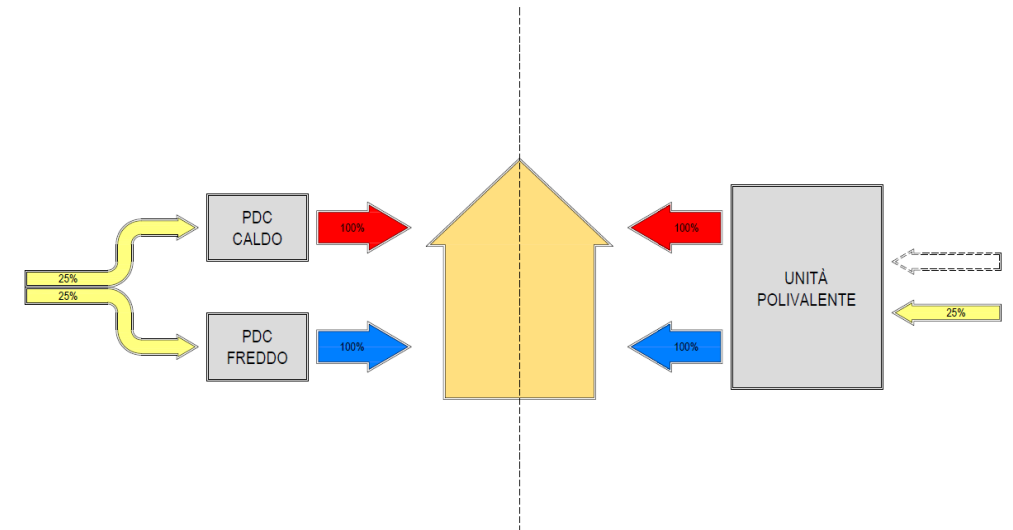 25%
25%
PDC
CALDO
100%
PDC
FREDDO
100%
100%
100%
UNITÀ
POLIVALENTE
25%